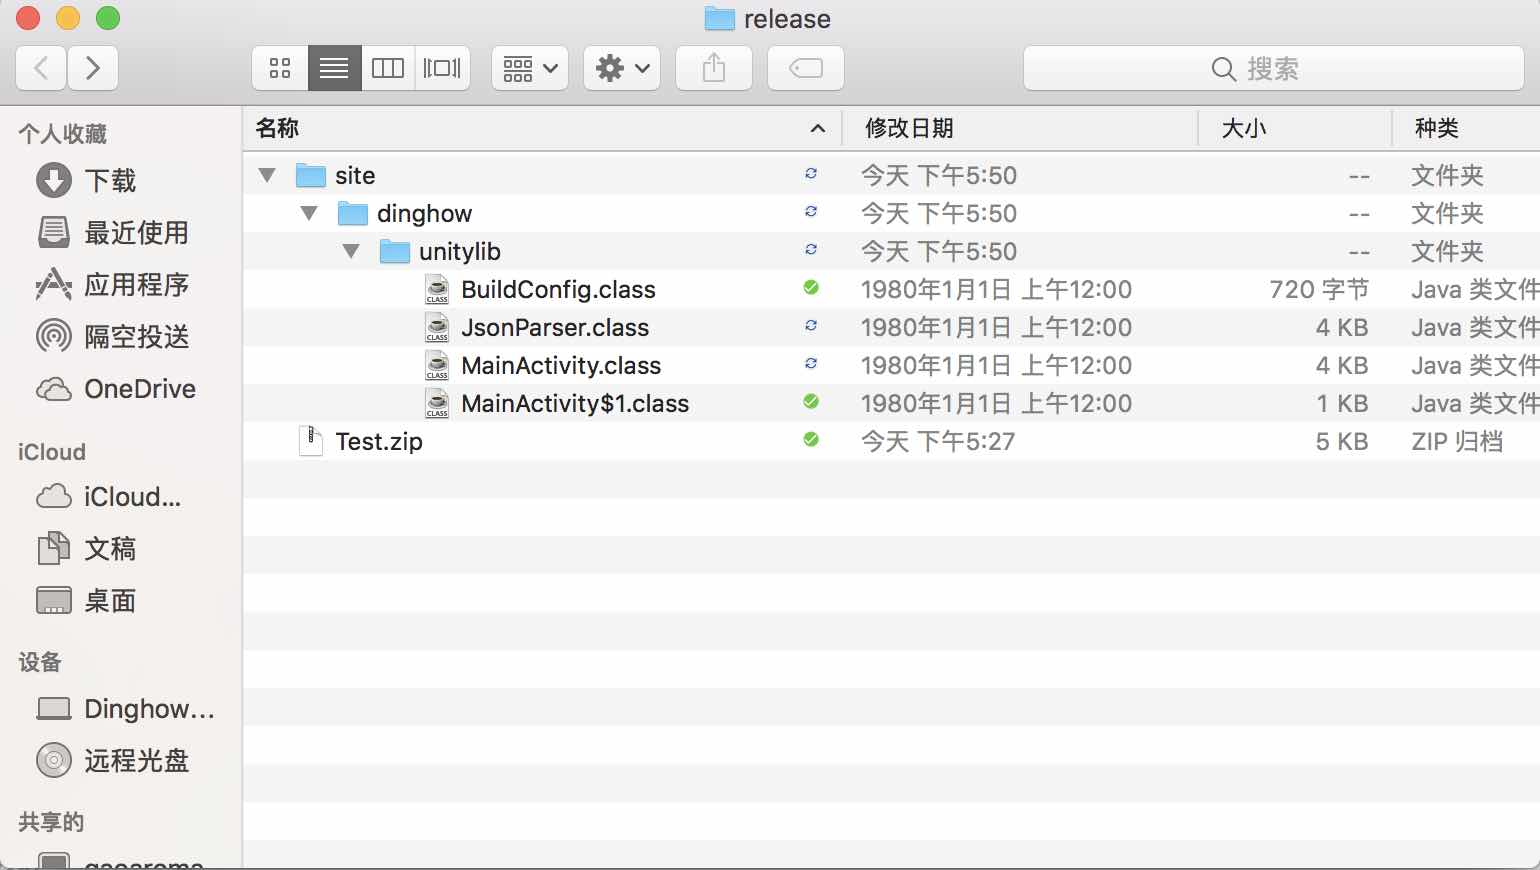 release
搜索
个人收藏
下载
最近使用
应用程序
隔空投送
OneDrive
iCloud
iCloud...
文稿
桌面
设备
Dinghow...
远程光盘
共享的
名称 修改日期 大小 种类
site 今天 下午5:50 -- 文件夹
dinghow 今天 下午5:50 -- 文件夹
unitylib 今天 下午5:50 -- 文件夹
CLASS BuildConfig.class 1980年1月1日 上午12:00 720 字节 Java 类文件
CLASS JsonParser.class 1980年1月1日 上午12:00 4 KB Java 类文件
CLASS MainActivity.class 1980年1月1日 上午12:00 4 KB Java 类文件
CLASS MainActivity$1.class 1980年1月1日 上午12:00 1 KB Java 类文件
Test.zip 今天 下午5:27 5 KB ZIP 归档